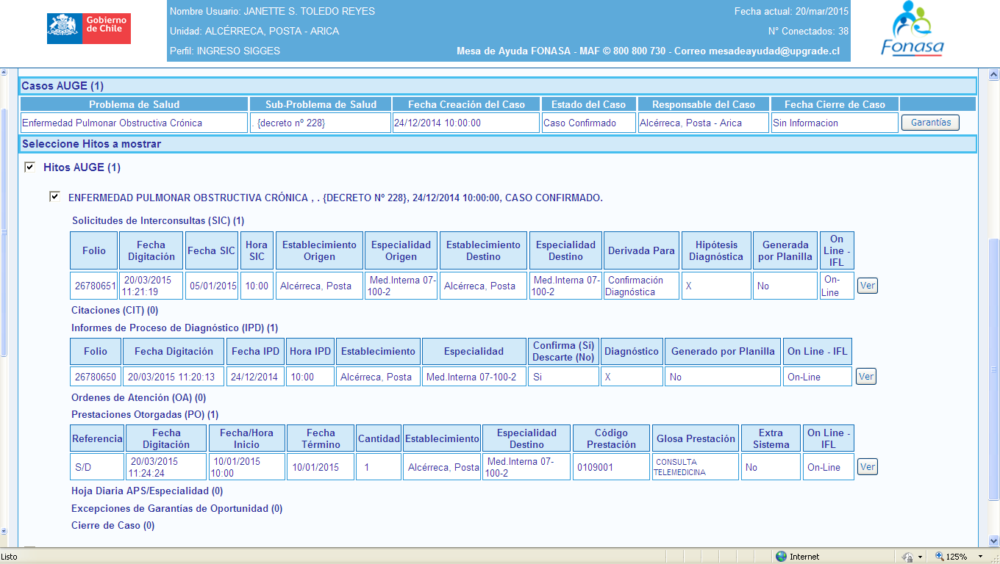 Gobierno de Chile
Nombre Usuario: JANETTE S. TOLEDO REYES
Fecha actual: 20/mar/2015
Unidad: ALCÉRRECA, POSTA - ARICA
N° Conectados: 38
Perfil: INGRESO SIGGES
Mesa de Ayuda FONASA - MAF © 800 800 730 - Correo mesadeayudad@upgrade.cl
Fonasa
Casos AUGE (1)
Problema de Salud Sub-Problema de Salud Fecha Creación del Caso Estado del Caso Responsable del Caso Fecha Cierre de Caso
Enfermedad Pulmonar Obstructiva Crónica . {decreto nº 228} 24/12/2014 10:00:00 Caso Confirmado Alcérreca, Posta - Arica Sin Informacion Garantías
Seleccione Hitos a mostrar
Hitos AUGE (1)
ENFERMEDAD PULMONAR OBSTRUCTIVA CRÓNICA , . {DECRETO Nº 228}, 24/12/2014 10:00:00, CASO CONFIRMADO.
Solicitudes de Interconsultas (SIC) (1)
Folio Fecha Digitación Fecha SIC Hora SIC Establecimiento Origen Especialidad Origen Establecimiento Destino Especialidad Destino Derivada Para Hipótesis Diagnóstica Generada por Planilla On Line - IFL
26780651 20/03/2015 11:21:19 05/01/2015 10:00 Alcérreca, Posta Med.Interna 07-100-2 Alcérreca, Posta Med.Interna 07-100-2 Confirmación Diagnóstica X No On-Line Ver
Citaciones (CIT) (0)
Informes de Proceso de Diagnóstico (IPD) (1)
Folio Fecha Digitación Fecha IPD Hora IPD Establecimiento Especialidad Confirma (Sí) Descarte (No) Diagnóstico Generado por Planilla On Line - IFL
26780650 20/03/2015 11:20:13 24/12/2014 10:00 Alcérreca, Posta Med.Interna 07-100-2 Si X No On-Line Ver
Ordenes de Atención (OA) (0)
Prestaciones Otorgadas (PO) (1)
Referencia Fecha Digitación Fecha/Hora Inicio Fecha Término Cantidad Establecimiento Especialidad Destino Código Prestación Glosa Prestación Extra Sistema On Line - IFL
S/D 20/03/2015 11:24:24 10/01/2015 10:00 10/01/2015 1 Alcérreca, Posta Med.Interna 07-100-2 0109001 CONSULTA TELEMEDICINA No On-Line Ver
Hoja Diaria APS/Especialidad (0)
Excepciones de Garantías de Oportunidad (0)
Cierre de Caso (0)
Listo Internet 125%